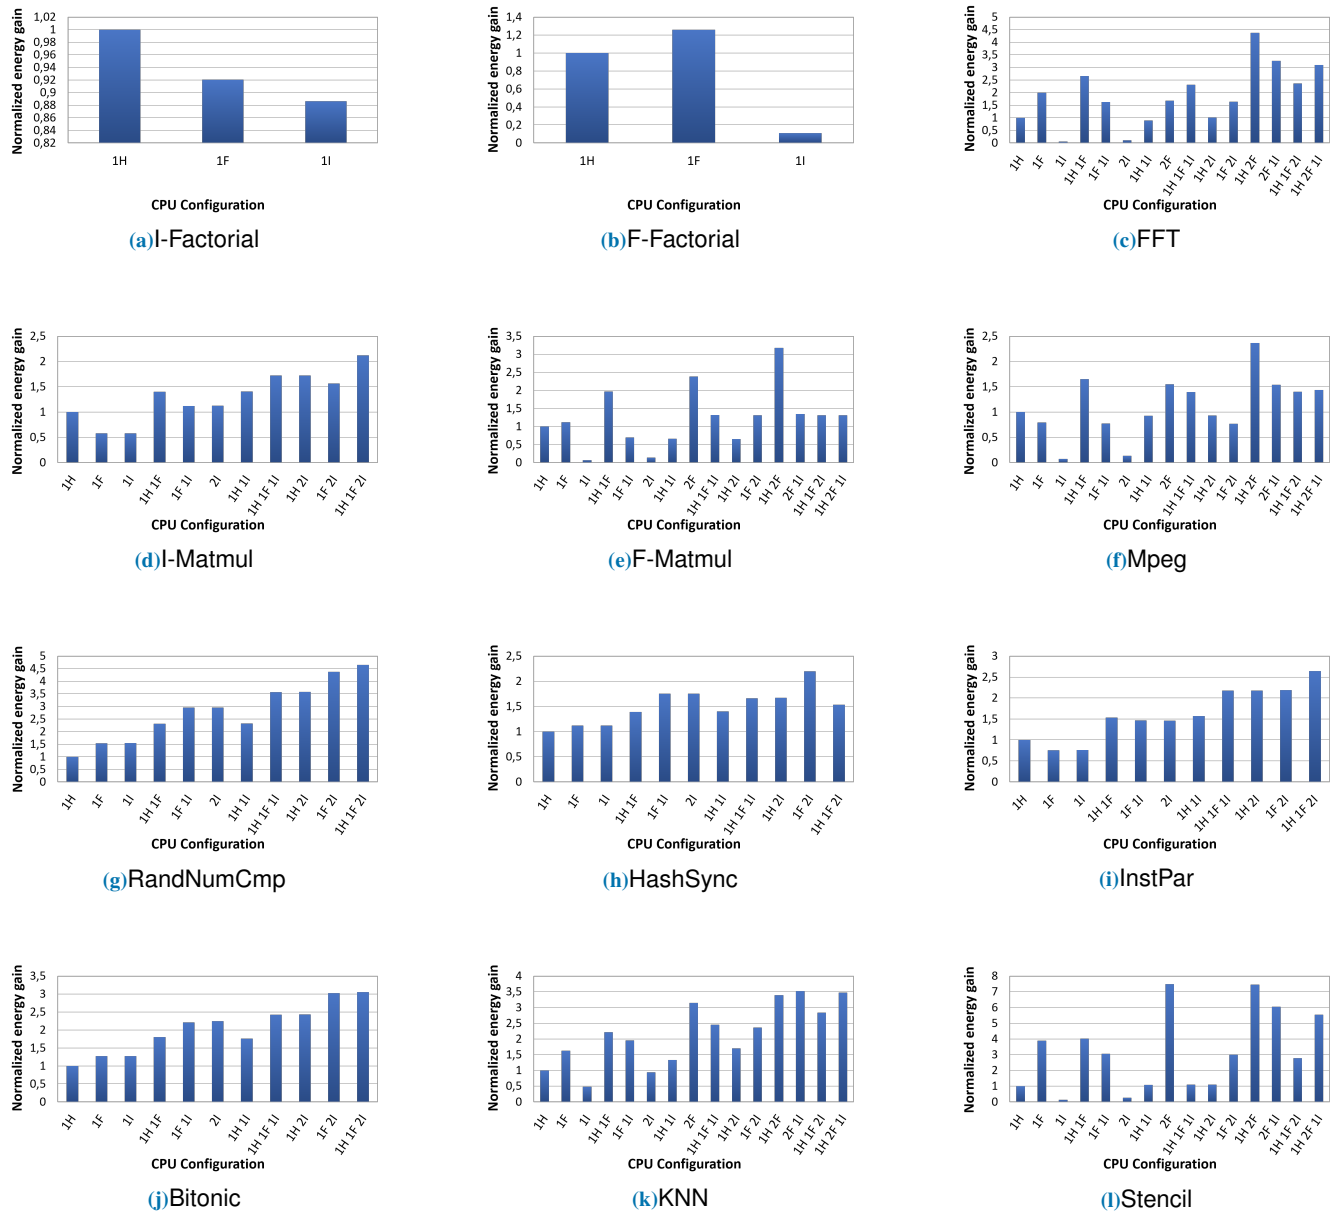 Normalized energy gain
1,02
1
0,98
0,96
0,94
0,92
0,9
0,88
0,86
0,84
0,82
1H 1F 1I
CPU Configuration
(a)I-Factorial
Normalized energy gain
1,4
1,2
1
0,8
0,6
0,4
0,2
0
1H 1F 1I
CPU Configuration
(b)F-Factorial
Normalized energy gain
5
4,5
4
3,5
3
2,5
2
1,5
1
0,5
0
1H 1F 1I 1H 1F 1F 1I 2I 1H 1I 2F 1H 1F 1I 1H 2I 1F 2I 1H 2F 2F 1I 1H 1F 2I 1H 2F 1I
CPU Configuration
(c)FFT
Normalized energy gain
2,5
2
1,5
1
0,5
0
1H 1F 1I 1H 1F 1F 1I 2I 1H 1I 1H 1F 1I 1H 2I 1F 2I 1H 1F 2I
CPU Configuration
(d)I-Matmul
Normalized energy gain
3,5
3
2,5
2
1,5
1
0,5
0
1H 1F 1I 1H 1F 1F 1I 2I 1H 1I 2F 1H 1F 1I 1H 2I 1F 2I 1H 2F 2F 1I 1H 1F 2I 1H 2F 1I
CPU Configuration
(e)F-Matmul
Normalized energy gain
2,5
2
1,5
1
0,5
0
1H 1F 1I 1H 1F 1F 1I 2I 1H 1I 2F 1H 1F 1I 1H 2I 1F 2I 1H 2F 2F 1I 1H 1F 2I 1H 2F 1I
CPU Configuration
(f)Mpeg
Normalized energy gain
5
4,5
4
3,5
3
2,5
2
1,5
1
0,5
0
1H 1F 1I 1H 1F 1F 1I 2I 1H 1I 1H 1F 1I 1H 2I 1F 2I 1H 1F 2I
CPU Configuration
(g)RandNumCmp
Normalized energy gain
2,5
2
1,5
1
0,5
0
1H 1F 1I 1H 1F 1F 1I 2I 1H 1I 1H 1F 1I 1H 2I 1F 2I 1H 1F 2I
CPU Configuration
(h)HashSync
Normalized energy gain
3
2,5
2
1,5
1
0,5
0
1H 1F 1I 1H 1F 1F 1I 2I 1H 1I 1H 1F 1I 1H 2I 1F 2I 1H 1F 2I
CPU Configuration
(i)InstPar
Normalized energy gain
3,5
3
2,5
2
1,5
1
0,5
0
1H 1F 1I 1H 1F 1F 1I 2I 1H 1I 1H 1F 1I 1H 2I 1F 2I 1H 1F 2I
CPU Configuration
(j)Bitonic
Normalized energy gain
4
3,5
3
2,5
2
1,5
1
0,5
0
1H 1F 1I 1H 1F 1F 1I 2I 1H 1I 2F 1H 1F 1I 1H 2I 1F 2I 1H 2F 2F 1I 1H 1F 2I 1H 2F 1I
CPU Configuration
(k)KNN
Normalized energy gain
8
7
6
5
4
3
2
1
0
1H 1F 1I 1H 1F 1F 1I 2I 1H 1I 2F 1H 1F 1I 1H 2I 1F 2I 1H 2F 2F 1I 1H 1F 2I 1H 2F 1I
CPU Configuration
(l)Stencil